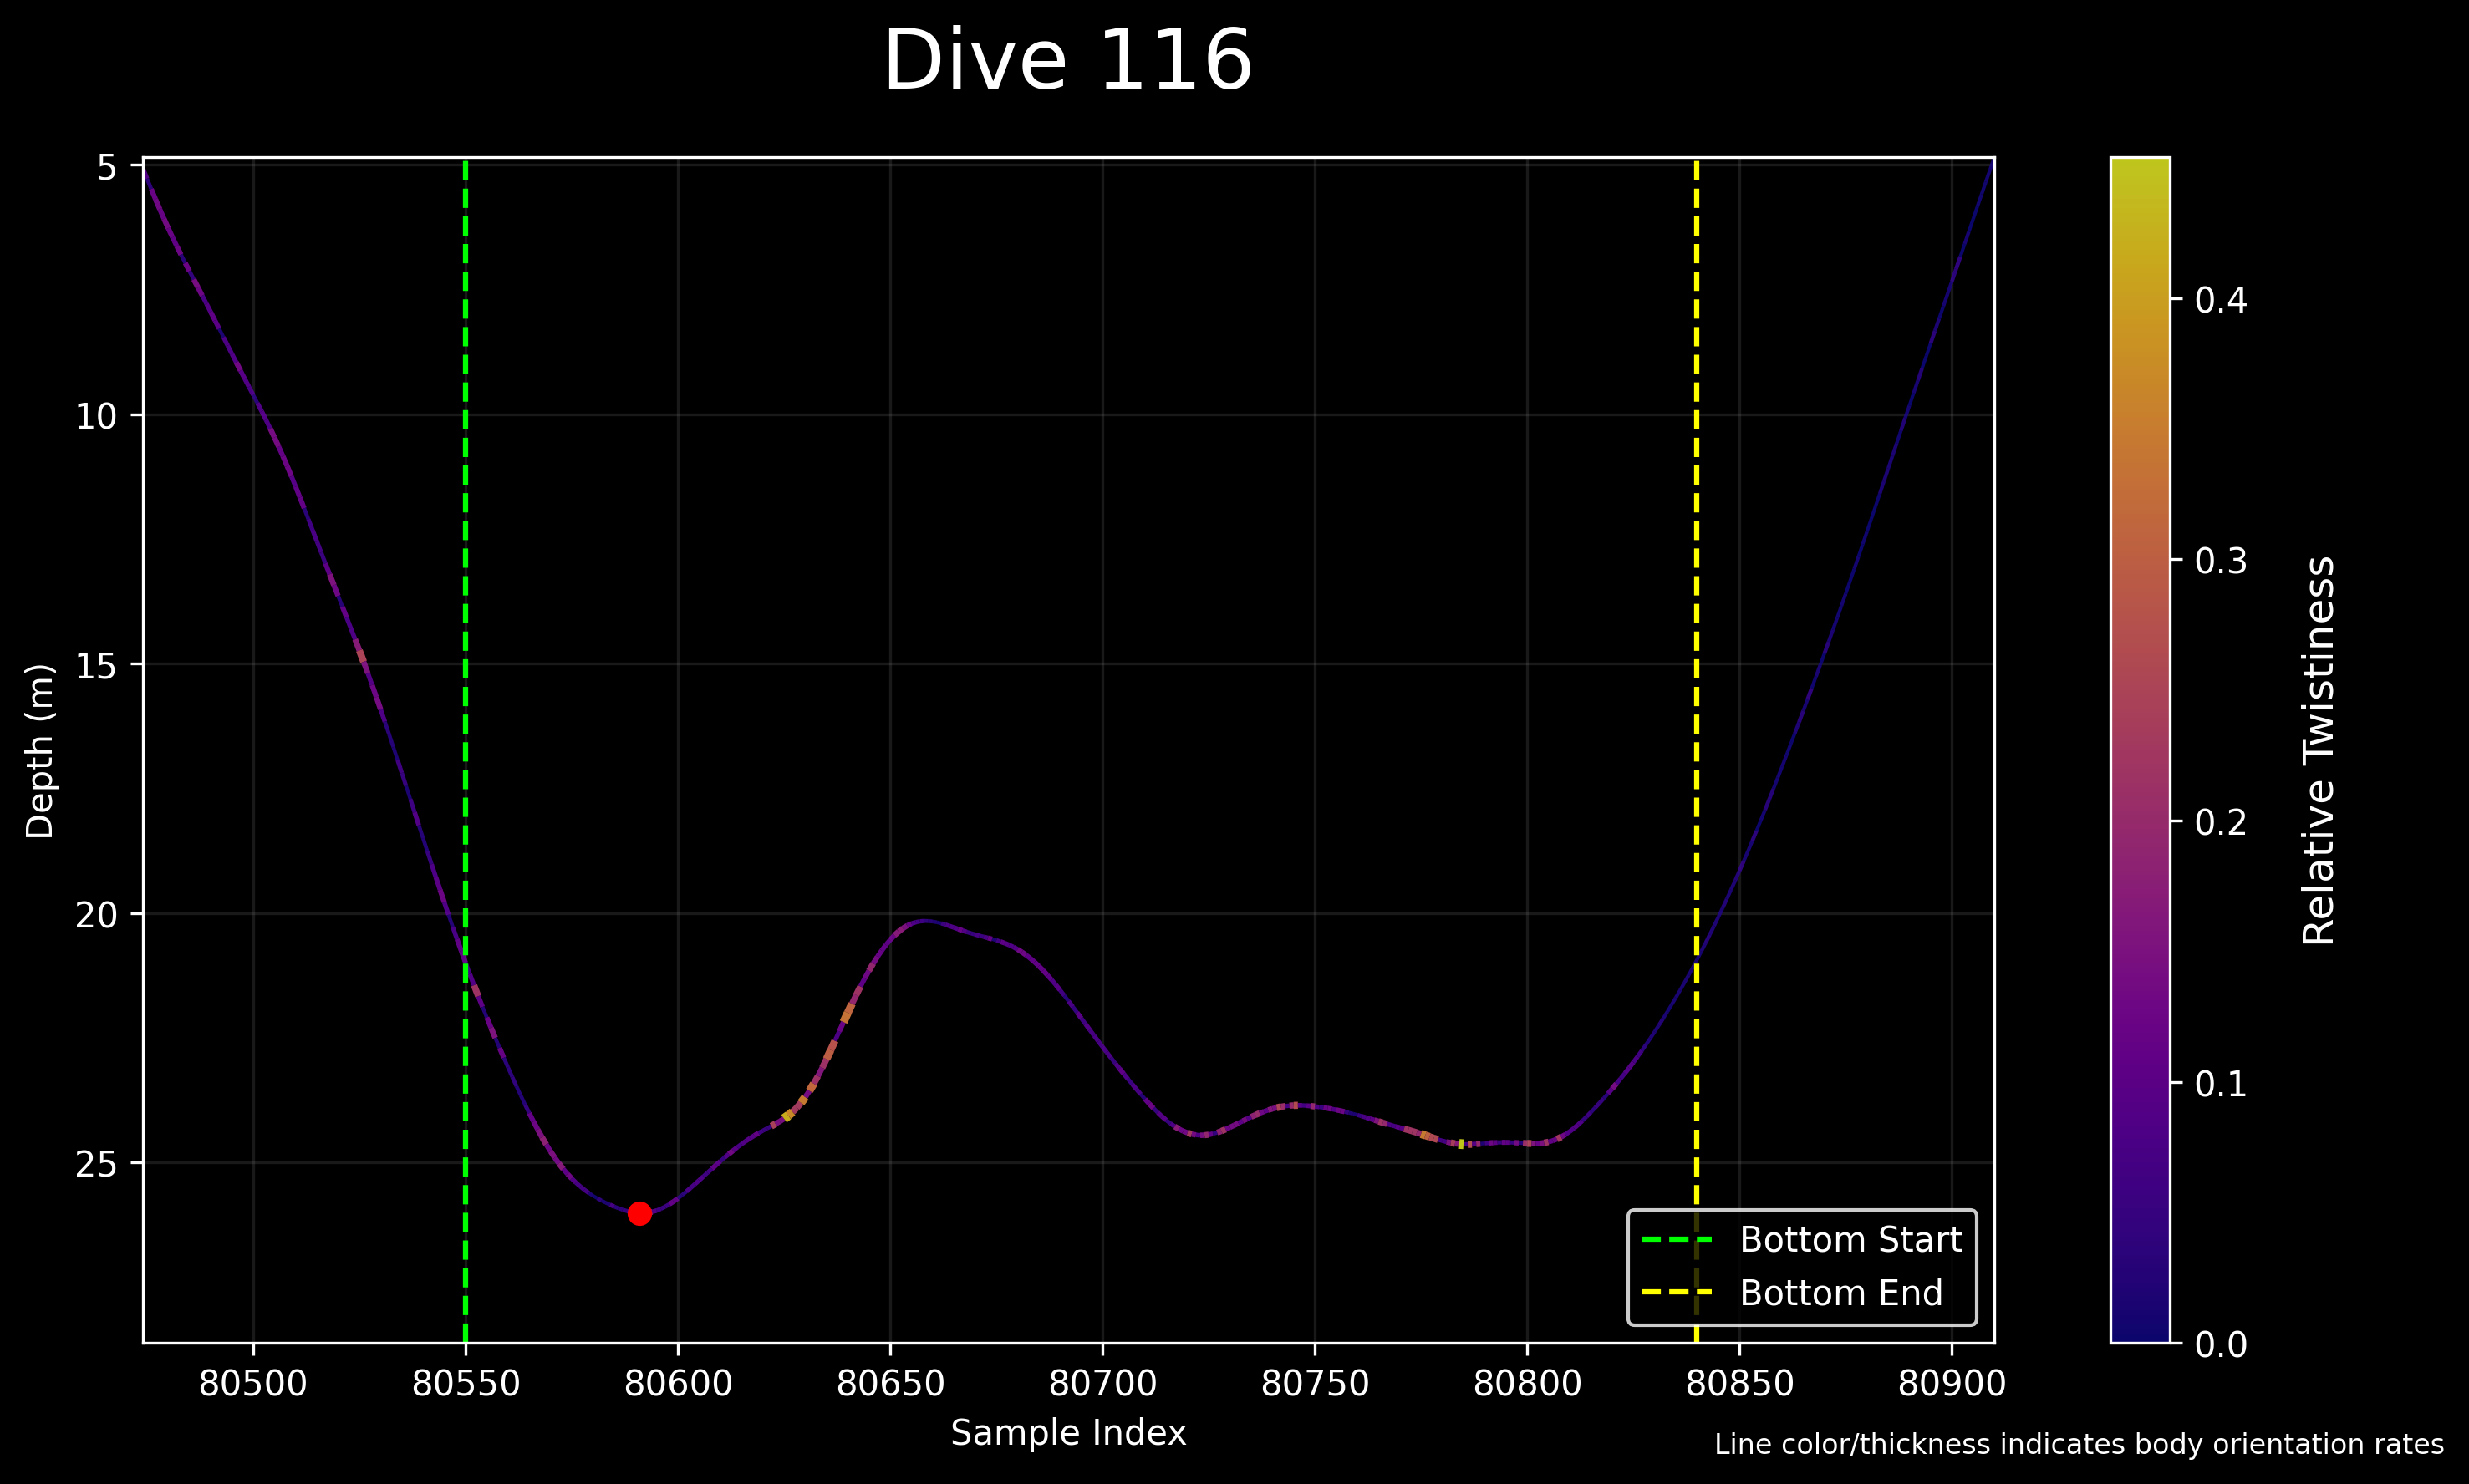 Dive 116
5
10
15
20
25
Depth (m)
80500 80550 80600 80650 80700 80750 80800 80850 80900
Sample Index
Bottom Start
Bottom End
0.4
0.3
0.2
0.1
0.0
Relative Twistiness
Line color/thickness indicates body orientation rates